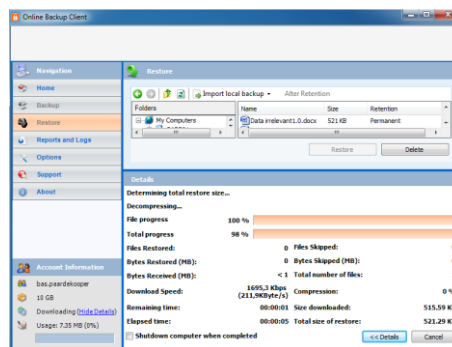 Online Backup Client
Navigation
Home
Backup
Restore
Reports and Logs
Options
Support
About
Account Information
bas.paardekooper
10 GB
Downloading (Hide Details)
Usage: 7.35 MB (0%)
Restore
Import local backup
Alter Retention
Folders
My Computers
Name Size Retention
Data irrelevant1.0.docx 521 KB Permanent
Restore Delete
Details
Determining total restore size...
Decompressing...
File progress 100 %
Total progress 98 %
Files Restored: 0 Files Skipped:
Bytes Restored (MB): 0 Bytes Skipped (MB):
Bytes Received (MB): < 1 Total number of files:
Download Speed: 1695,3 Kbps (211,9KByte/s) Compression: 0 %
Remaining time: 00:00:01 Size downloaded: 515.59 K
Elapsed time: 00:00:05 Total size of restore: 521.29 K
Shutdown computer when completed
<< Details Cancel